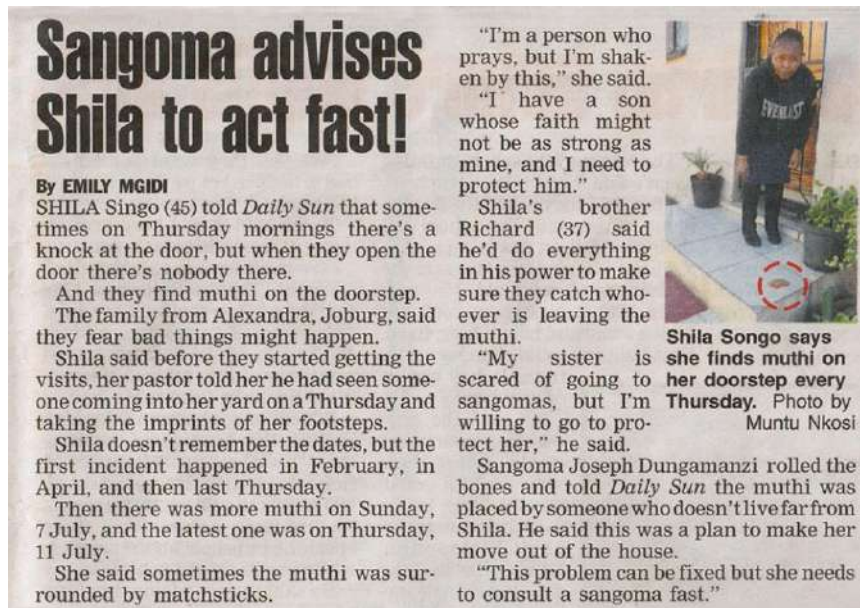 Sangoma advises
Shila to act fast!
By EMILY MGIDI
SHILA Singo (45) told Daily Sun that some-
times on Thursday mornings there's a
knock at the door, but when they open the
door there's nobody there.
And they find muthi on the doorstep.
The family from Alexandra, Joburg, said
they fear bad things might happen.
Shila said before they started getting the
visits, her pastor told her he had seen some-
one coming into her yard on a Thursday and
taking the imprints of her footsteps.
Shila doesn't remember the dates, but the
first incident happened in February, in
April, and then last Thursday.
Then there was more muthi on Sunday,
7 July, and the latest one was on Thursday,
11 July.
She said sometimes the muthi was sur-
rounded by matchsticks.
"I'm a person who
prays, but I'm shak-
en by this," she said.
"I have a son
whose faith might
not be as strong as
mine, and I need to
protect him."
Shila's brother
Richard (37) said
he'd do everything
in his power to make
sure they catch who-
ever is leaving the
muthi.
"My sister is
scared of going to
sangomas, but I'm
willing to go to pro-
tect her," he said.
Sangoma Joseph Dungamanzi rolled the
bones and told Daily Sun the muthi was
placed by someone who doesn't live far from
Shila. He said this was a plan to make her
move out of the house.
"This problem can be fixed but she needs
to consult a sangoma fast."
EVERLAST
Shila Songo says
she finds muthi on
her doorstep every
Thursday. Photo by
Muntu Nkosi